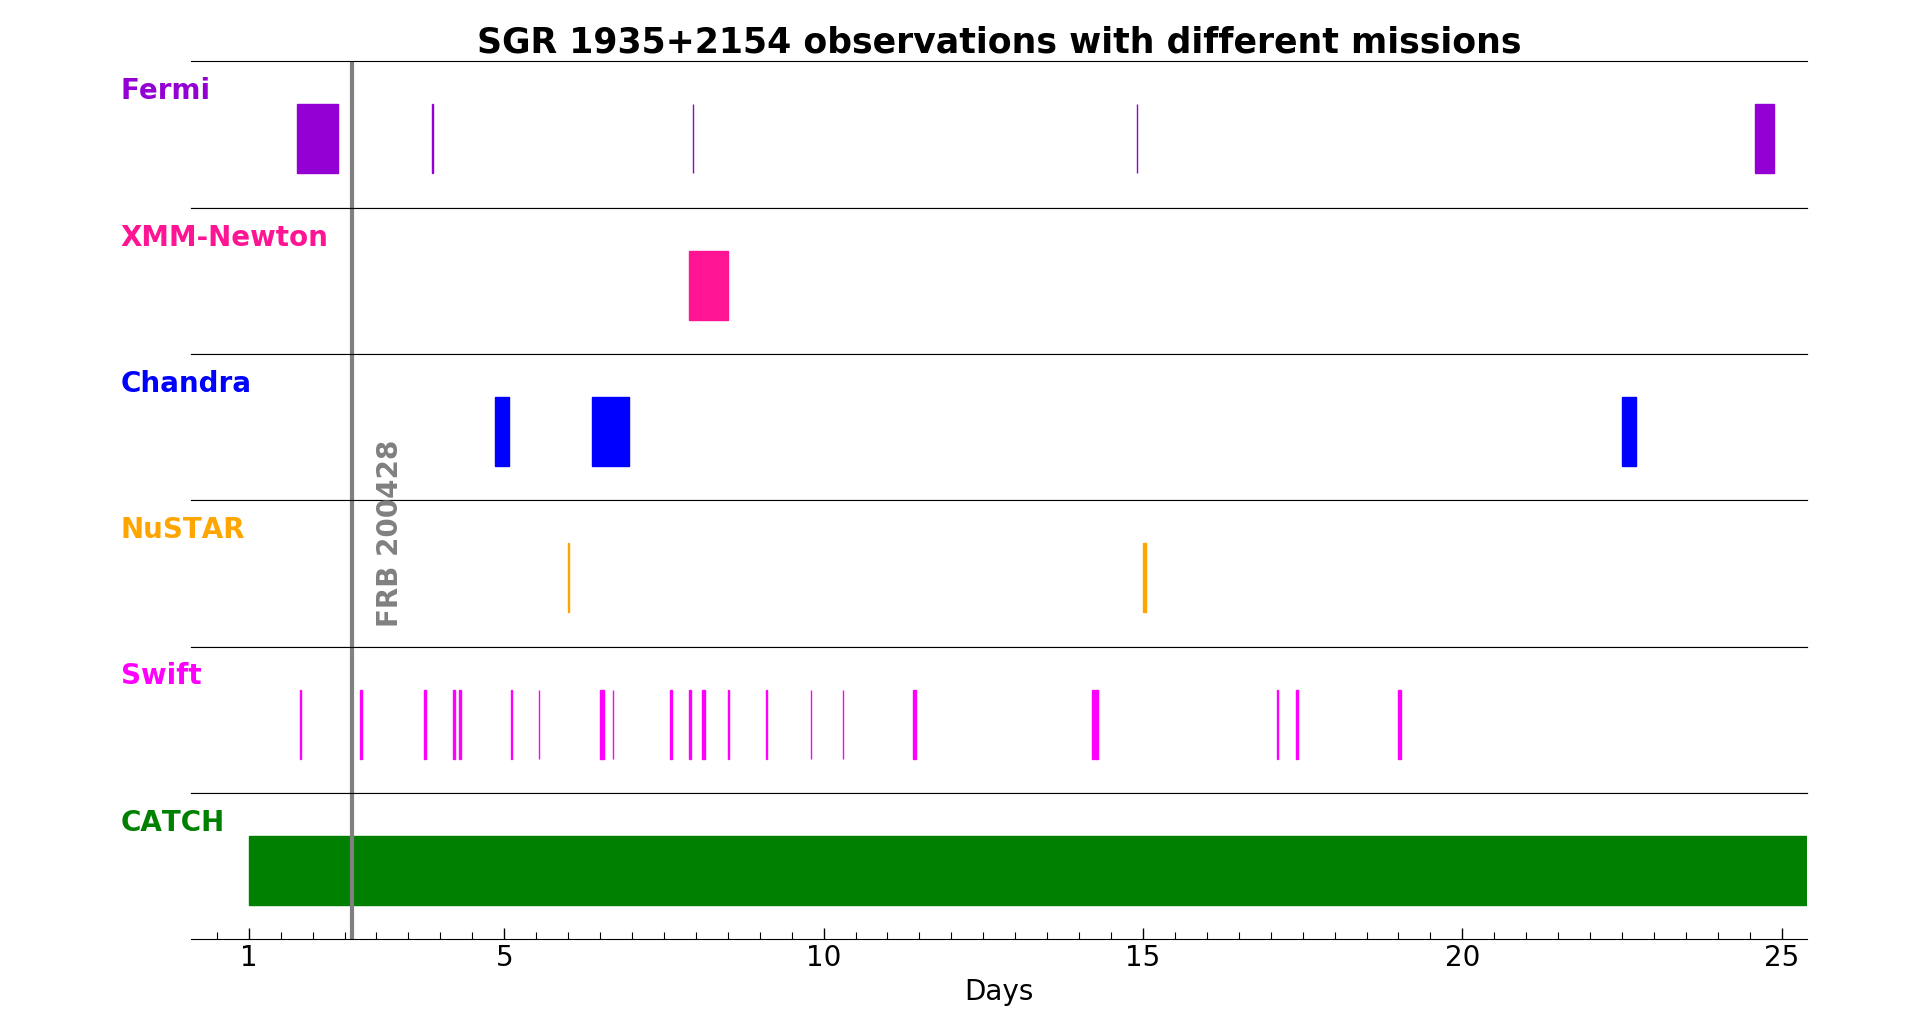 SGR 1935+2154 observations with different missions
Fermi
XMM-Newton
Chandra
FRB 200428
NuSTAR
Swift
CATCH
1 5 10 15 20 25
Days